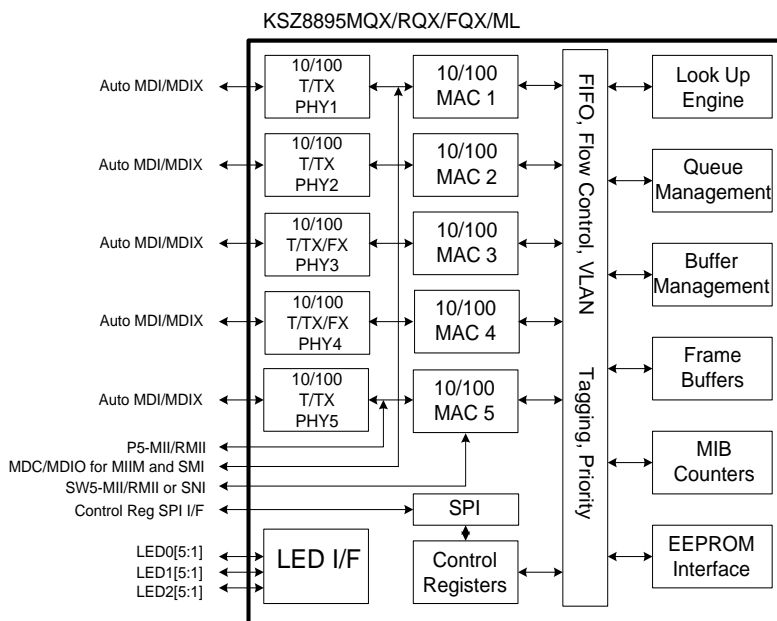 KSZ8895MQX/RQX/FQX/ML
Auto MDI/MDIX
10/100
T/TX
PHY1
10/100
MAC 1
Look Up
Engine
Auto MDI/MDIX
10/100
T/TX
PHY2
10/100
MAC 2
Queue
Management
Auto MDI/MDIX
10/100
T/TX/FX
PHY3
10/100
MAC 3
Buffer
Management
Auto MDI/MDIX
10/100
T/TX/FX
PHY4
10/100
MAC 4
Frame
Buffers
Auto MDI/MDIX
10/100
T/TX
PHY5
10/100
MAC 5
FIFO, Flow Control, VLAN Tagging, Priority
P5-MII/RMII
MDC/MDIO for MIIM and SMI
SW5-MII/RMII or SNI
Control Reg SPI I/F
SPI
MIB
Counters
LED0[5:1]
LED1[5:1]
LED2[5:1]
LED I/F
Control
Registers
EEPROM
Interface